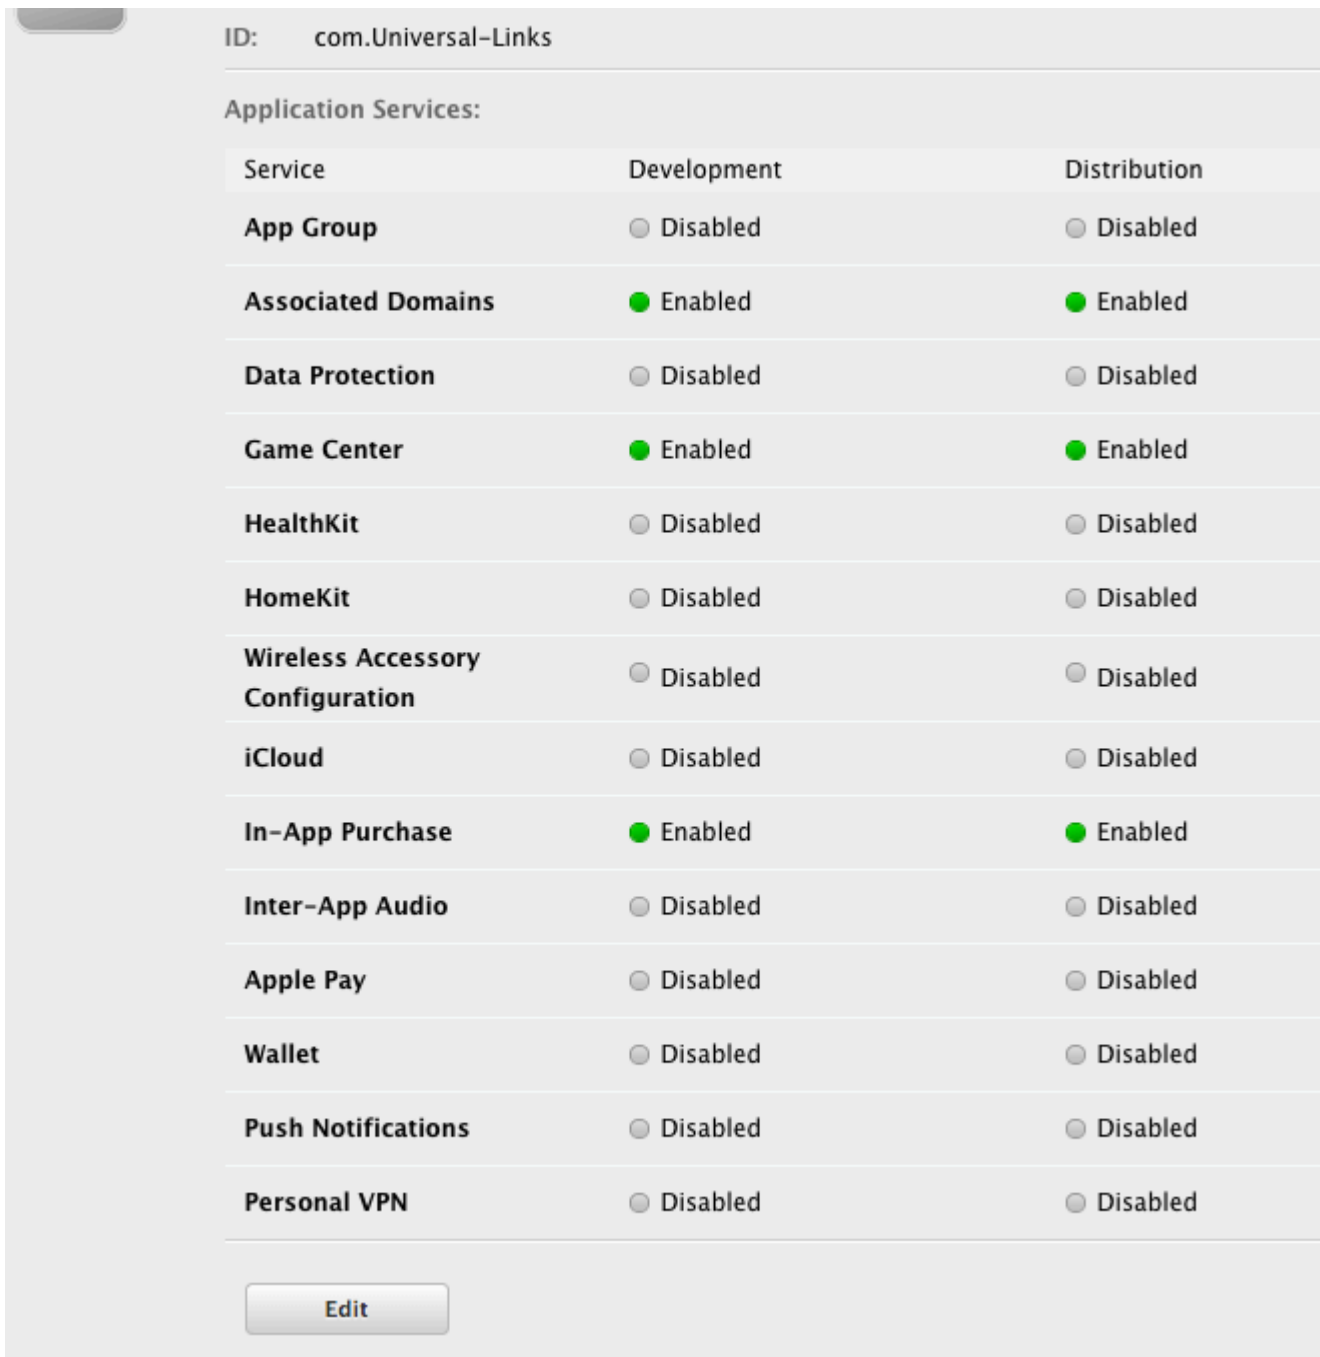 ID: com.Universal-Links
Application Services:
Service Development Distribution
App Group Disabled Disabled
Associated Domains Enabled Enabled
Data Protection Disabled Disabled
Game Center Enabled Enabled
HealthKit Disabled Disabled
HomeKit Disabled Disabled
Wireless Accessory
Configuration Disabled Disabled
iCloud Disabled Disabled
In-App Purchase Enabled Enabled
Inter-App Audio Disabled Disabled
Apple Pay Disabled Disabled
Wallet Disabled Disabled
Push Notifications Disabled Disabled
Personal VPN Disabled Disabled
Edit